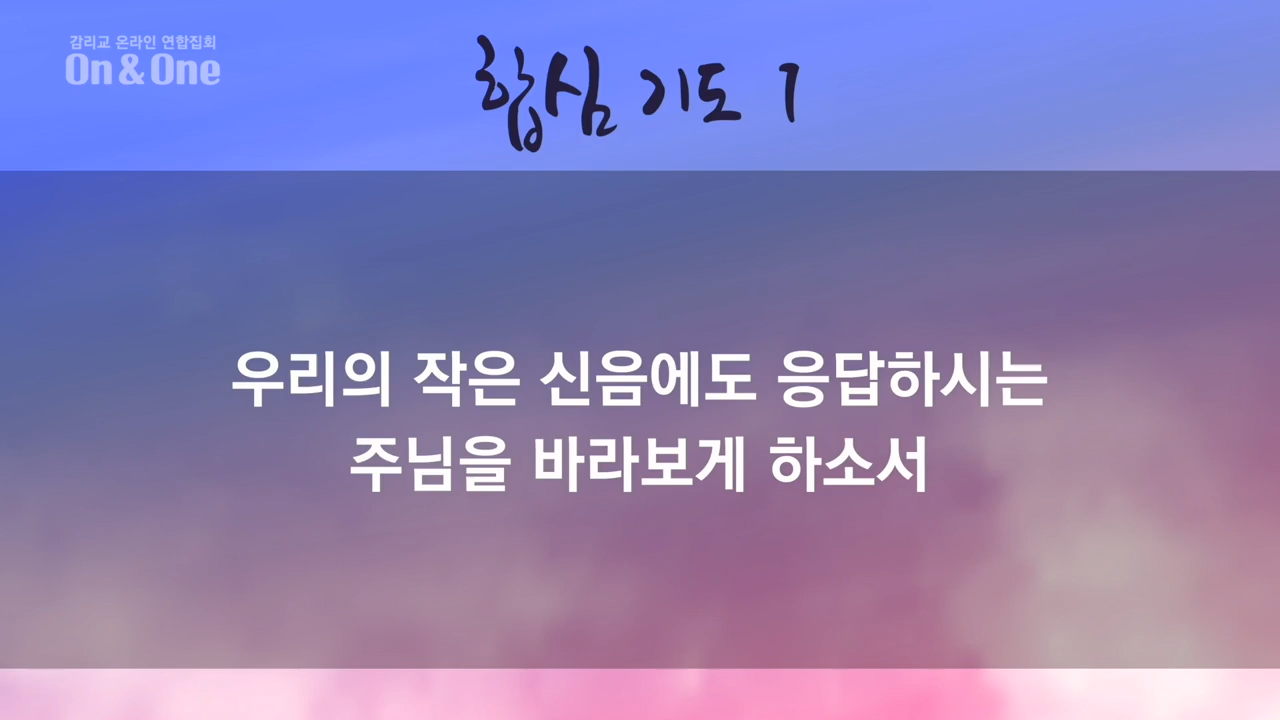 감리교 온라인 연합집회
On & One
합심 기도 1
우리의 작은 신음에도 응답하시는
주님을 바라보게 하소서